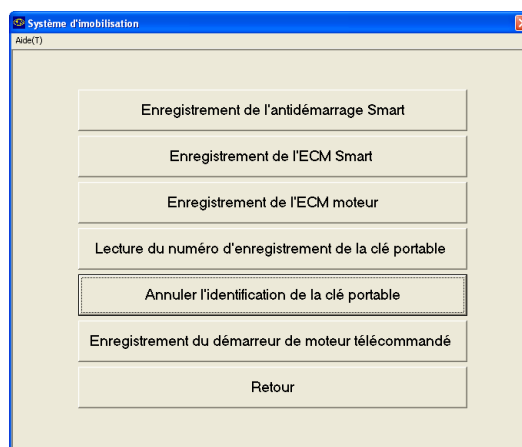 Système d'imobilisation
Aide(T)
Enregistrement de l'antidémarrage Smart
Enregistrement de l'ECM Smart
Enregistrement de l'ECM moteur
Lecture du numéro d'enregistrement de la clé portable
Annuler l'identification de la clé portable
Enregistrement du démarreur de moteur télécommandé
Retour